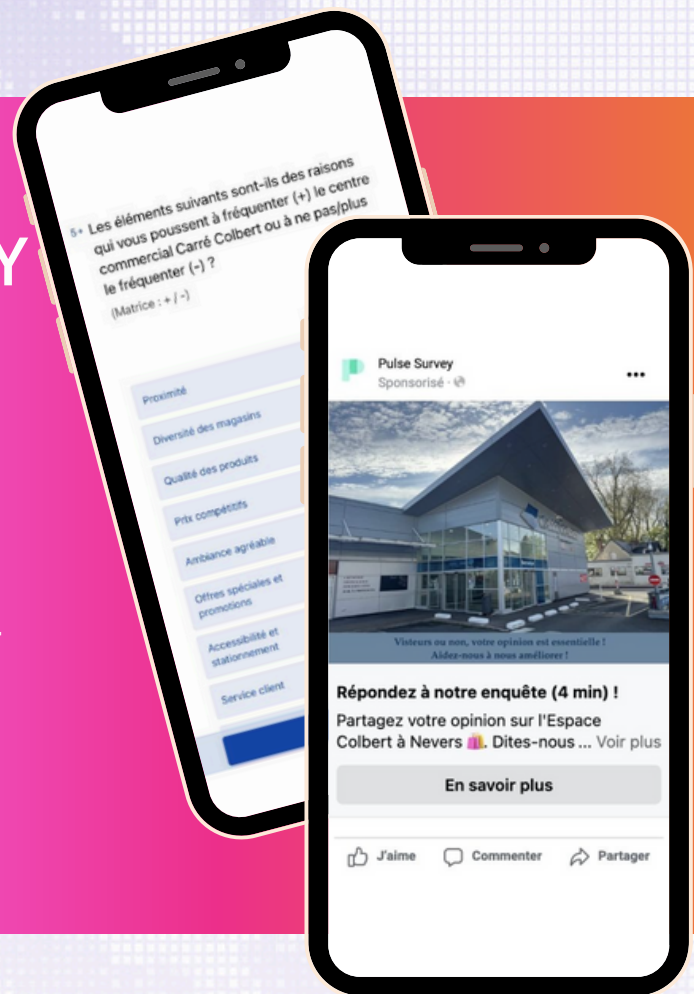 Y
5* Les éléments suivants sont-ils des raisons
qui vous poussent à fréquenter (+) le centre
commercial Carré Colbert ou à ne pas/plus
le fréquenter (-) ?
(Matrice : + / -)
Proximité
Diversité des magasins
Qualité des produits
Prix compétitifs
Ambiance agréable
Offres spéciales et
promotions
Accessibilité et
stationnement
Service client
Pulse Survey
Sponsorisé ·
Visteurs ou non, votre opinion est essentielle !
Aidez-nous à nous améliorer !
Répondez à notre enquête (4 min) !
Partagez votre opinion sur l'Espace
Colbert à Nevers 🛍️. Dites-nous ... Voir plus
En savoir plus
J'aime
Commenter
Partager